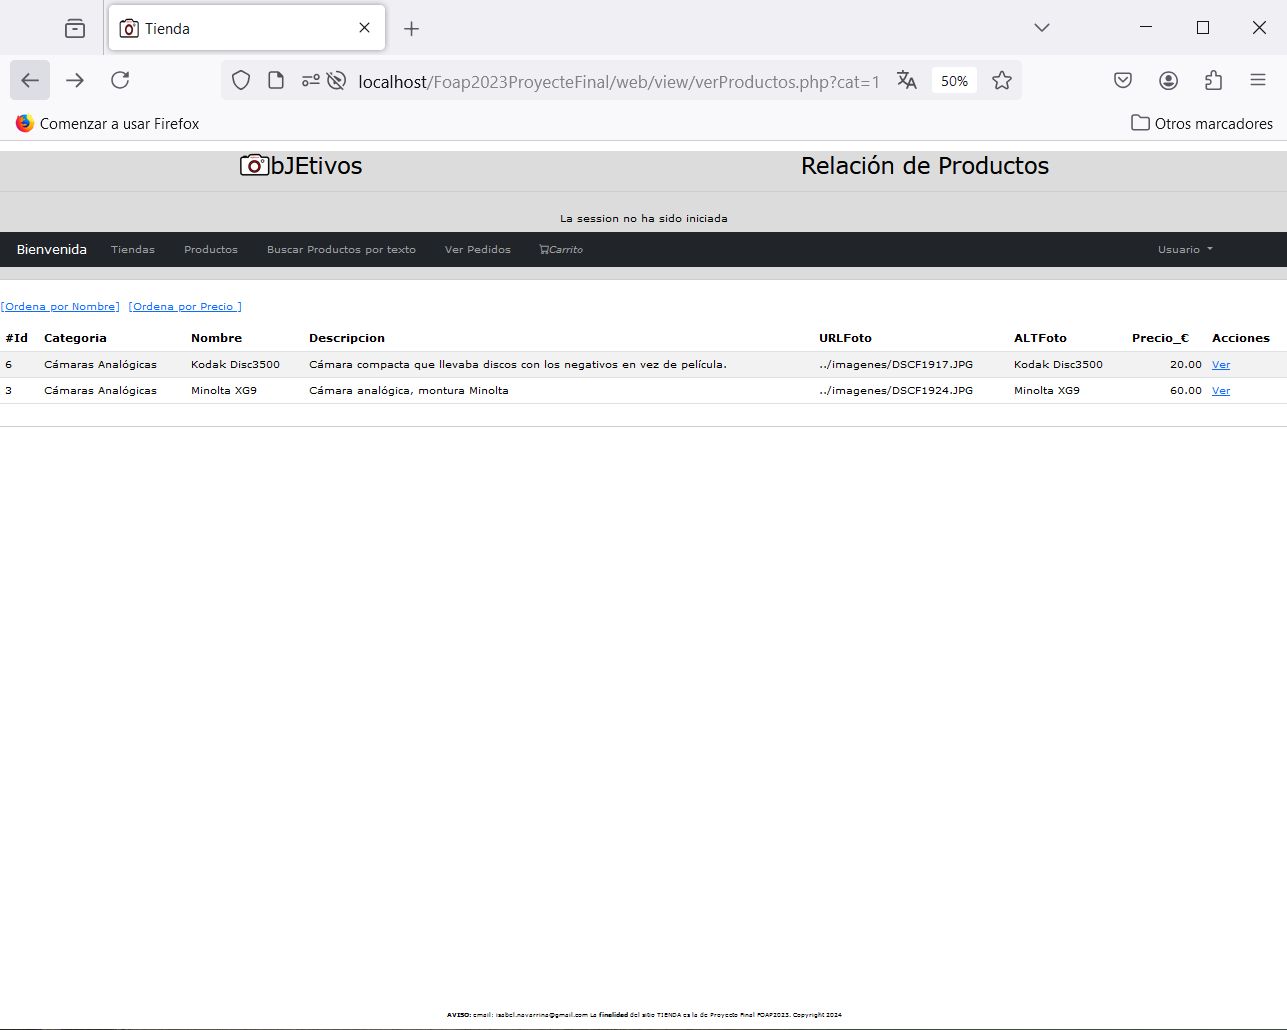 Tienda
localhost/Foap2023ProyecteFinal/web/view/verProductos.php?cat=1
50%
Comenzar a usar Firefox
Otros marcadores
bJEtivos
Relación de Productos
La session no ha sido iniciada
Bienvenida Tiendas Productos Buscar Productos por texto Ver Pedidos Carrito Usuario
[Ordena por Nombre] [Ordena por Precio ]
#Id Categoria Nombre Descripcion URLFoto ALTFoto Precio_€ Acciones
6 Cámaras Analógicas Kodak Disc3500 Cámara compacta que llevaba discos con los negativos en vez de película. ../imagenes/DSCF1917.JPG Kodak Disc3500 20.00 Ver
3 Cámaras Analógicas Minolta XG9 Cámara analógica, montura Minolta ../imagenes/DSCF1924.JPG Minolta XG9 60.00 Ver
AVISO: email: isabel.navarrina@gmail.com La finalidad del sitio TIENDA es la de Proyecto Final FOAP2023. Copyright 2024